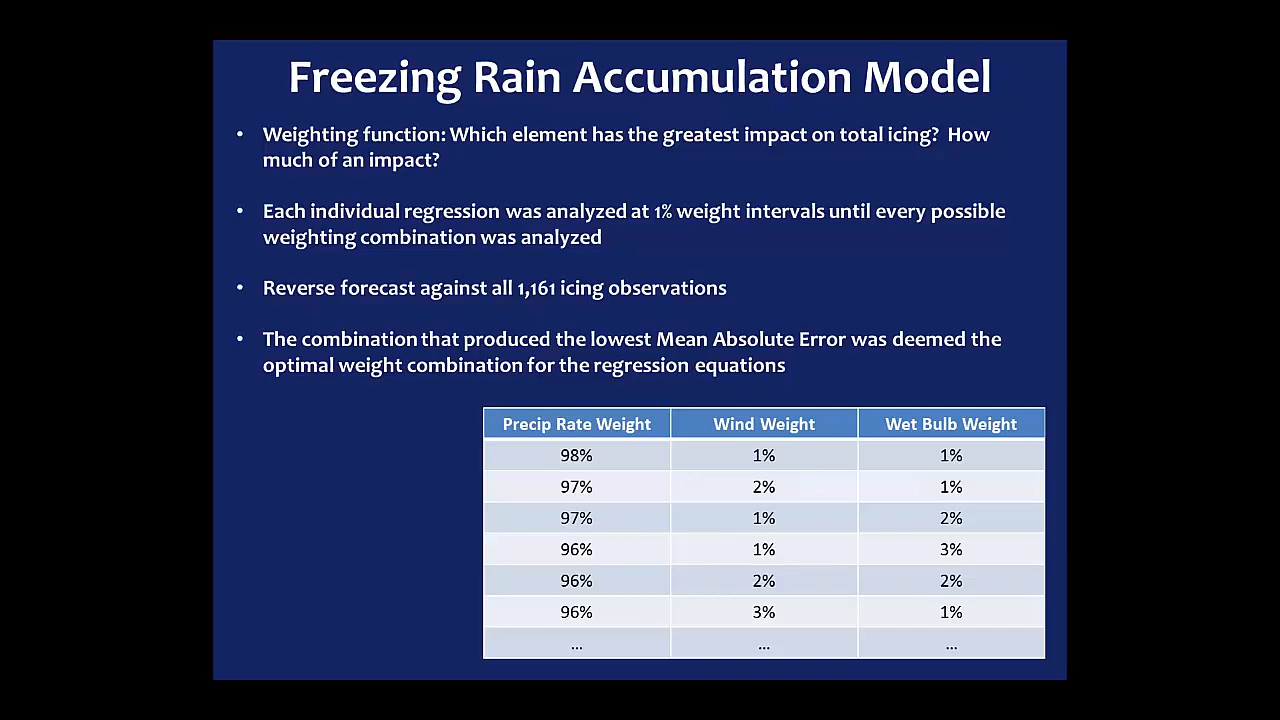 Freezing Rain Accumulation Model
• Weighting function: Which element has the greatest impact on total icing? How
much of an impact?
• Each individual regression was analyzed at 1% weight intervals until every possible
weighting combination was analyzed
• Reverse forecast against all 1,161 icing observations
• The combination that produced the lowest Mean Absolute Error was deemed the
optimal weight combination for the regression equations
Precip Rate Weight Wind Weight Wet Bulb Weight
98% 1% 1%
97% 2% 1%
97% 1% 2%
96% 1% 3%
96% 2% 2%
96% 3% 1%
... ... ...